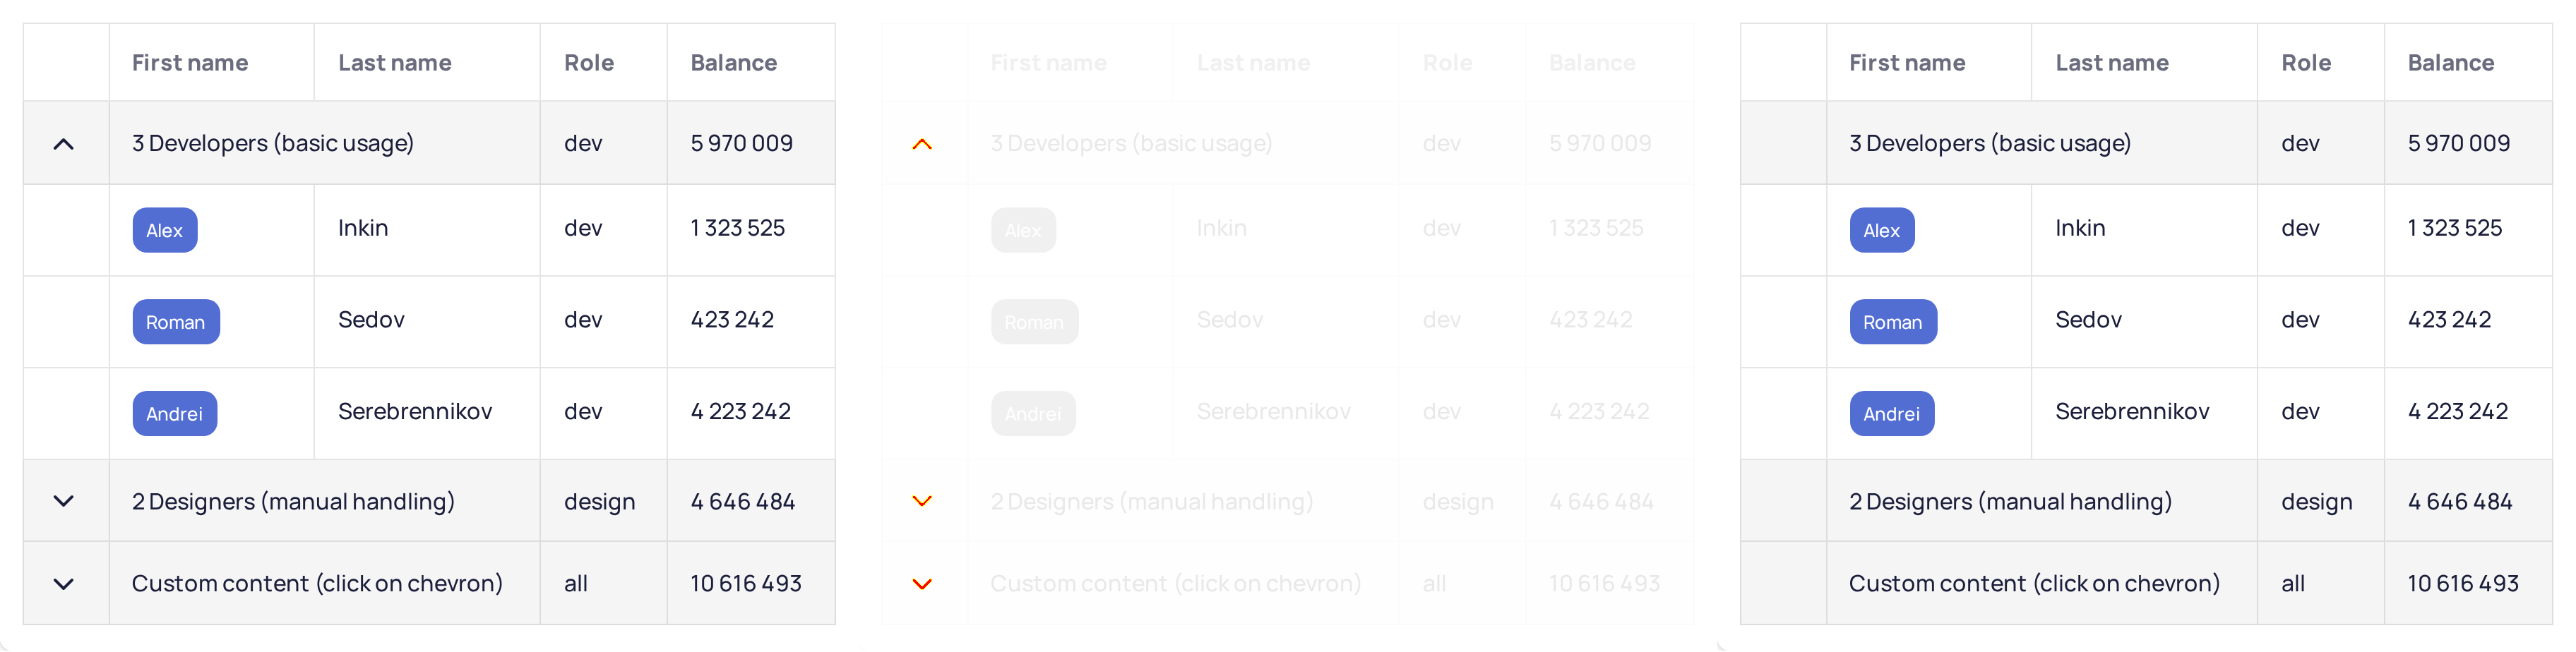 First name Last name Role Balance
3 Developers (basic usage) dev 5 970 009
Alex Inkin dev 1 323 525
Roman Sedov dev 423 242
Andrei Serebrennikov dev 4 223 242
2 Designers (manual handling) design 4 646 484
Custom content (click on chevron) all 10 616 493
First name Last name Role Balance
3 Developers (basic usage) dev 5 970 009
Alex Inkin dev 1 323 525
Roman Sedov dev 423 242
Andrei Serebrennikov dev 4 223 242
2 Designers (manual handling) design 4 646 484
Custom content (click on chevron) all 10 616 493
First name Last name Role Balance
3 Developers (basic usage) dev 5 970 009
Alex Inkin dev 1 323 525
Roman Sedov dev 423 242
Andrei Serebrennikov dev 4 223 242
2 Designers (manual handling) design 4 646 484
Custom content (click on chevron) all 10 616 493